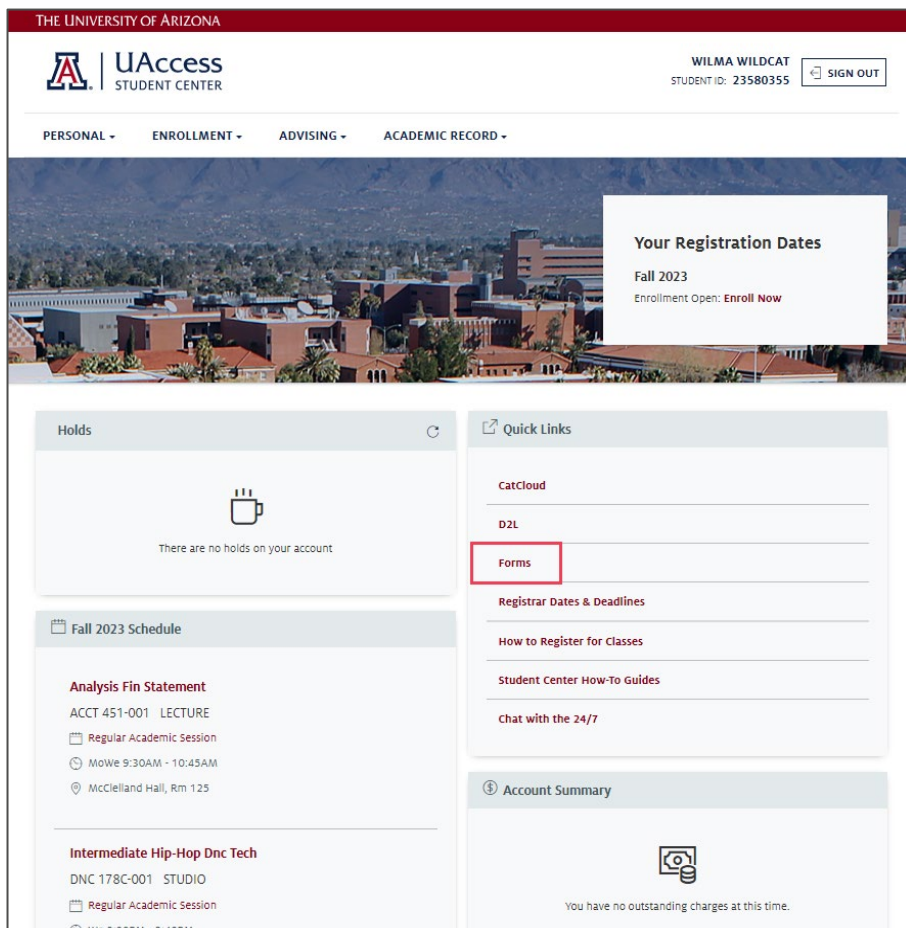 THE UNIVERSITY OF ARIZONA
A
UAccess
STUDENT CENTER
WILMA WILDCAT
STUDENT ID: 23580355
SIGN OUT
PERSONAL
ENROLLMENT
ADVISING
ACADEMIC RECORD
Your Registration Dates
Fall 2023
Enrollment Open: Enroll Now
Holds
There are no holds on your account
Quick Links
CatCloud
D2L
Forms
Registrar Dates & Deadlines
How to Register for Classes
Student Center How-To Guides
Chat with the 24/7
Fall 2023 Schedule
Analysis Fin Statement
ACCT 451-001 LECTURE
Regular Academic Session
MoWe 9:30AM - 10:45AM
McClelland Hall, Rm 125
Intermediate Hip-Hop Dnc Tech
DNC 178C-001 STUDIO
Regular Academic Session
Account Summary
You have no outstanding charges at this time.